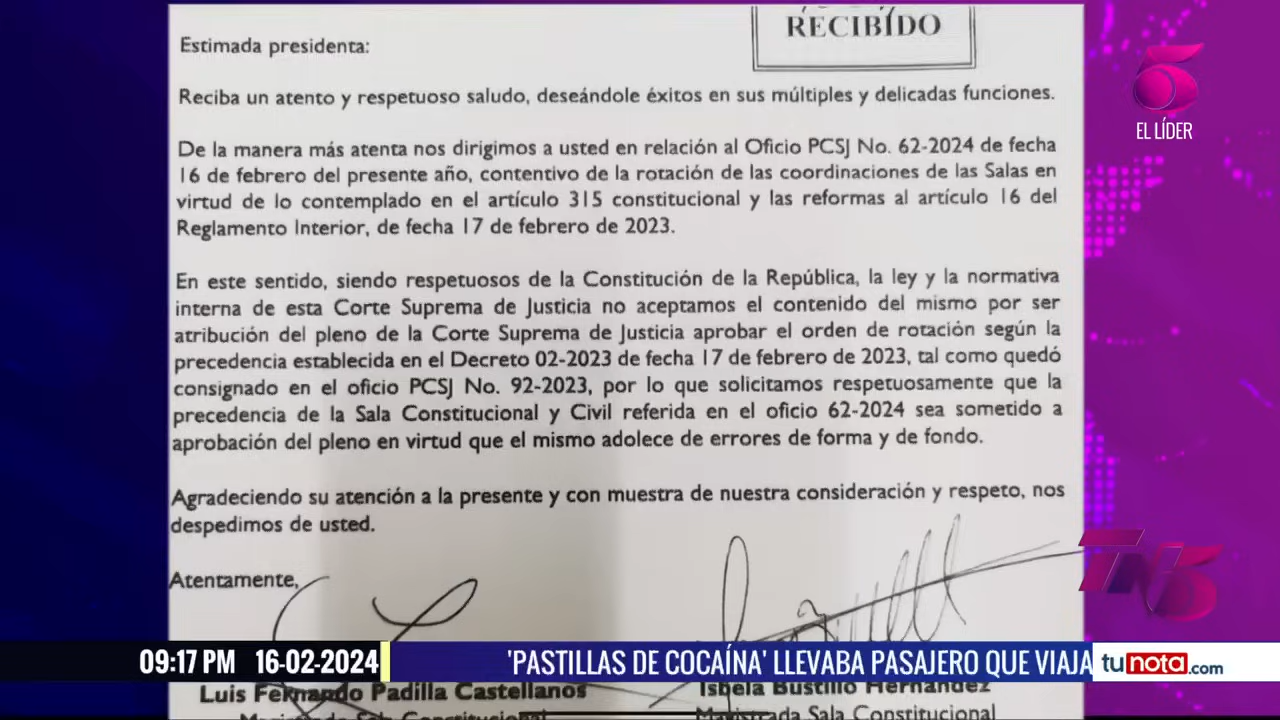 RECIBIDO
Estimada presidenta:
Reciba un atento y respetuoso saludo, deseándole éxitos en sus múltiples y delicadas funciones.
De la manera más atenta nos dirigimos a usted en relación al Oficio PCSJ No. 62-2024 de fecha
16 de febrero del presente año, contentivo de la rotación de las coordinaciones de las Salas en
virtud de lo contemplado en el artículo 315 constitucional y las reformas al artículo 16 del
Reglamento Interior, de fecha 17 de febrero de 2023.
En este sentido, siendo respetuosos de la Constitución de la República, la ley y la normativa
interna de esta Corte Suprema de Justicia no aceptamos el contenido del mismo por ser
atribución del pleno de la Corte Suprema de Justicia aprobar el orden de rotación según la
precedencia establecida en el Decreto 02-2023 de fecha 17 de febrero de 2023, tal como quedó
consignado en el oficio PCSJ No. 92-2023, por lo que solicitamos respetuosamente que la
precedencia de la Sala Constitucional y Civil referida en el oficio 62-2024 sea sometido a
aprobación del pleno en virtud que el mismo adolece de errores de forma y de fondo.
Agradeciendo su atención a la presente y con muestra de nuestra consideración y respeto, nos
despedimos de usted.
Atentamente,
Luis Fernando Padilla Castellanos
Isbela Bustillo Hernández
Magistrado Sala Constitucional
Magistrada Sala Constitucional
5
EL LÍDER
TN5
09:17 PM 16-02-2024
'PASTILLAS DE COCAÍNA' LLEVABA PASAJERO QUE VIAJA
tunota.com